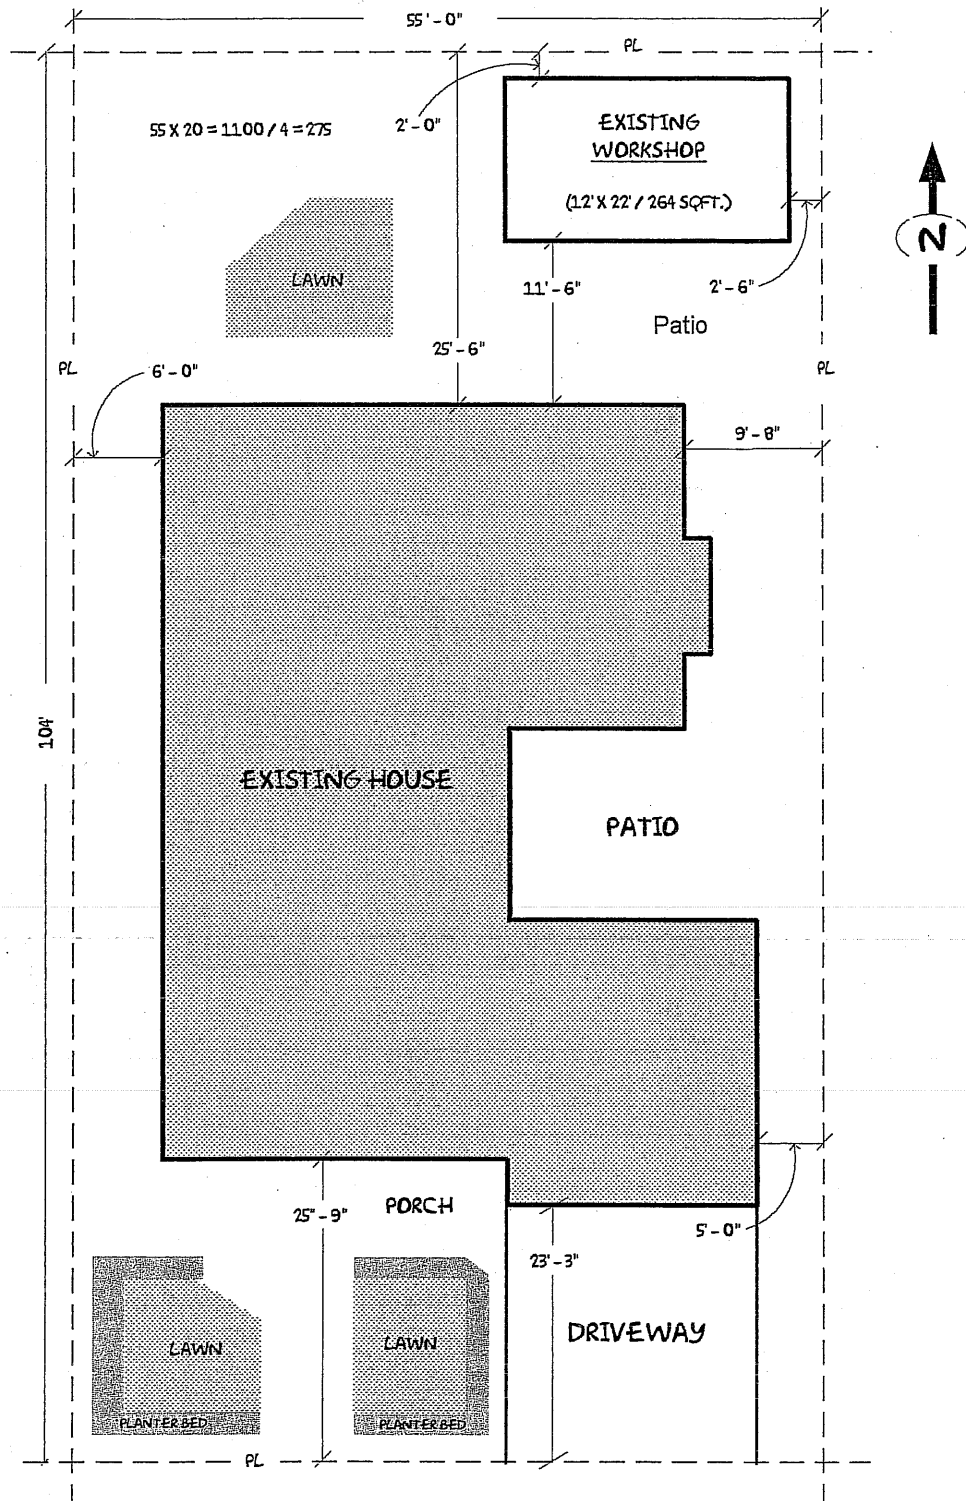 55'-0"
PL
2'-0"
55 X 20 = 1100 / 4 = 275
EXISTING
WORKSHOP
(12' X 22' / 264 SQFT.)
N
LAWN
11'-6"
2'-6"
Patio
25'-6"
PL
6'-0"
PL
9'-8"
104'
EXISTING HOUSE
PATIO
25"-9"
PORCH
5'-0"
23'-3"
LAWN
LAWN
DRIVEWAY
PLANTER BED
PLANTER BED
PL